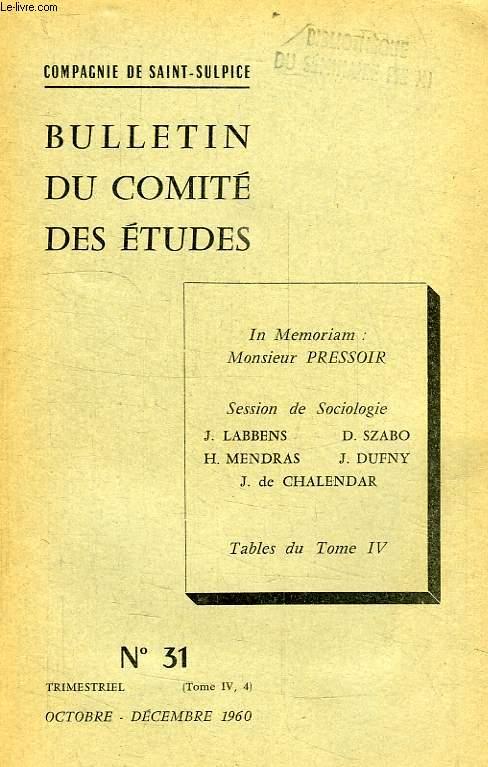 Le-livre.com
COMPAGNIE DE SAINT-SULPICE
BULLETIN
DU COMITÉ
DES ÉTUDES
In Memoriam :
Monsieur PRESSOIR
Session de Sociologie
J. LABBENS D. SZABO
H. MENDRAS J. DUFNY
J. de CHALENDAR
Tables du Tome IV
N° 31
TRIMESTRIEL (Tome IV, 4)
OCTOBRE - DÉCEMBRE 1960